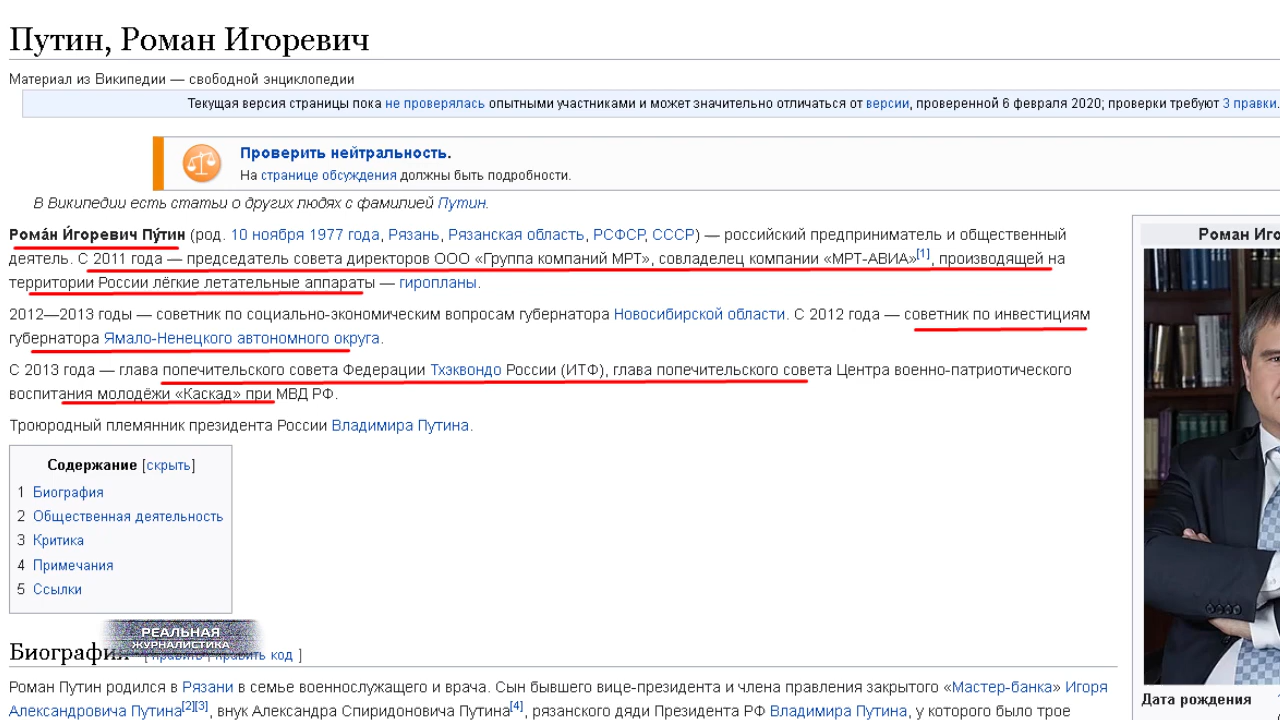 Путин, Роман Игоревич
Материал из Википедии — свободной энциклопедии
Текущая версия страницы пока не проверялась опытными участниками и может значительно отличаться от версии, проверенной 6 февраля 2020; проверки требуют 3 правки.
Проверить нейтральность.
На странице обсуждения должны быть подробности.
В Википедии есть статьи о других людях с фамилией Путин.
Рома́н И́горевич Пу́тин (род. 10 ноября 1977 года, Рязань, Рязанская область, РСФСР, СССР) — российский предприниматель и общественный
деятель. С 2011 года — председатель совета директоров ООО «Группа компаний МРТ», совладелец компании «МРТ-АВИА»[1], производящей на
территории России лёгкие летательные аппараты — гиропланы.
2012—2013 годы — советник по социально-экономическим вопросам губернатора Новосибирской области. С 2012 года — советник по инвестициям
губернатора Ямало-Ненецкого автономного округа.
С 2013 года — глава попечительского совета Федерации Тхэквондо России (ИТФ), глава попечительского совета Центра военно-патриотического
воспитания молодёжи «Каскад» при МВД РФ.
Троюродный племянник президента России Владимира Путина.
Содержание [скрыть]
1 Биография
2 Общественная деятельность
3 Критика
4 Примечания
5 Ссылки
РЕАЛЬНАЯ
ЖУРНАЛИСТИКА
Биография [ править | править код ]
Роман Путин родился в Рязани в семье военнослужащего и врача. Сын бывшего вице-президента и члена правления закрытого «Мастер-банка» Игоря
Александровича Путина[2][3], внук Александра Спиридоновича Путина[4], рязанского дяди Президента РФ Владимира Путина, у которого было трое
Роман Иго
Дата рождения